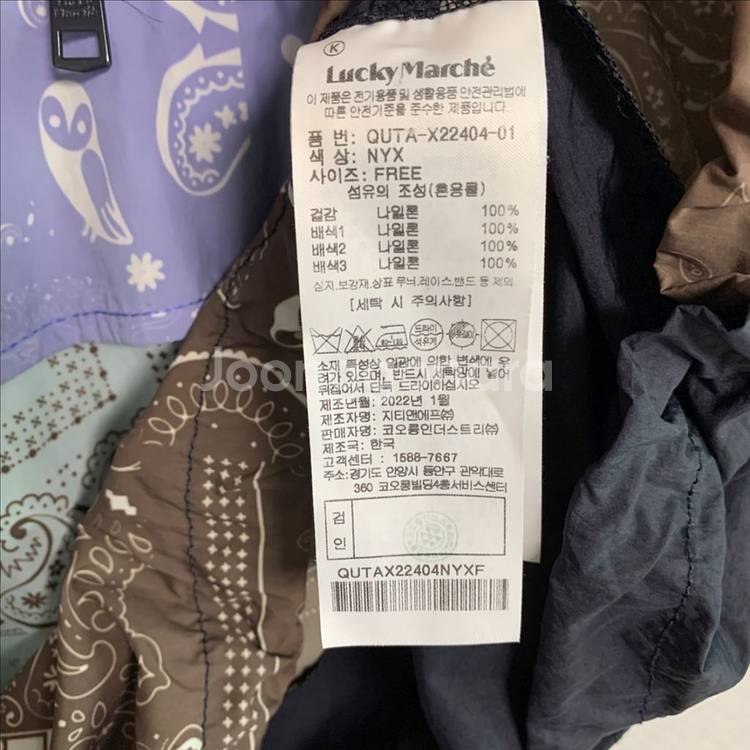 K
Lucky Marché
이 제품은 전기용품 및 생활용품 안전관리법에
따른 안전기준을 준수한 제품입니다.
품 번: QUTA-X22404-01
색 상: NYX
사이즈: FREE
섬유의 조성(혼용률)
겉감 나일론 100%
배색1 나일론 100%
배색2 나일론 100%
배색3 나일론 100%
심지,보강재,상표 무늬,레이스,밴드 등 제외
[세탁 시 주의사항]
드라이
석유계
소재 특성상 일광에 의한 변색에 우
려가 있으며, 반드시 세탁망에 넣어
뒤집어서 단독 드라이하십시오
제조년월: 2022년 1월
제조자명: 지티앤에프㈜
판매자명: 코오롱인더스트리㈜
제조국: 한국
고객센터 : 1588-7667
주소:경기도 안양시 동안구 관악대로
360 코오롱빌딩4층서비스센터
검
인
QUTAX22404NYXF